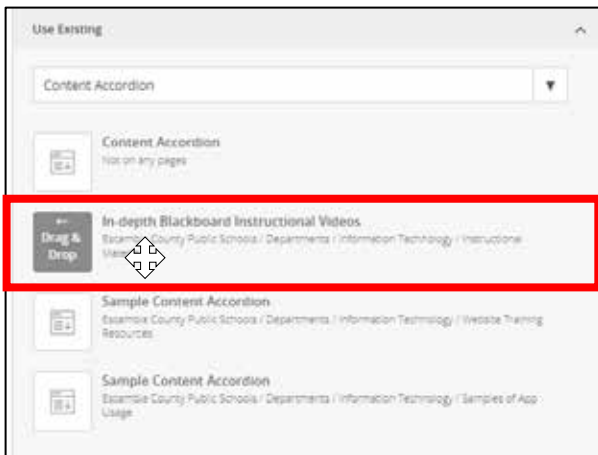 Use Existing
Content Accordion
Content Accordion
Not on any pages
← Drag &
Drop
In-depth Blackboard Instructional Videos
Escambia County Public Schools / Departments / Information Technology / Instructional
Sample Content Accordion
Escambia County Public Schools / Departments / Information Technology / Website Training
Resources
Sample Content Accordion
Escambia County Public Schools / Departments / Information Technology / Samples of App
Usage